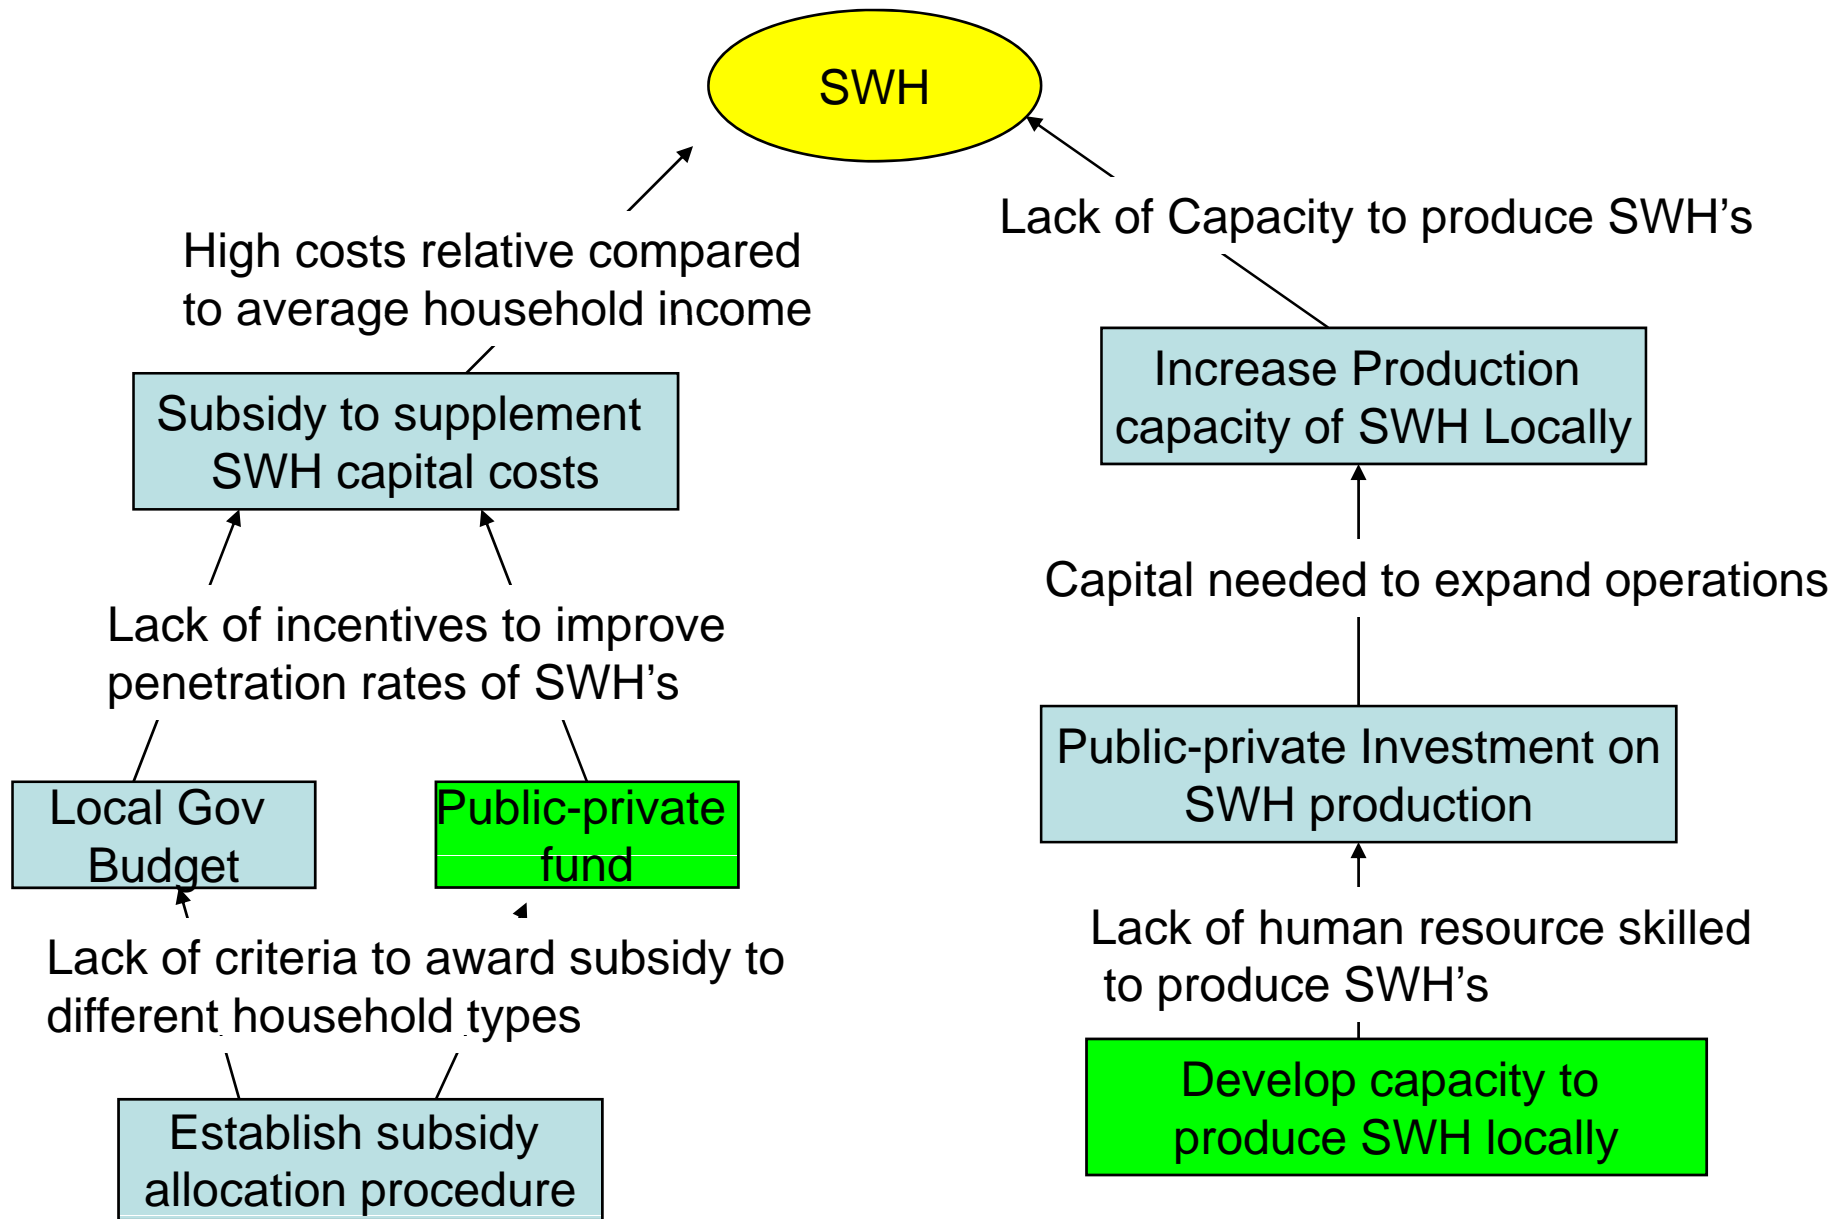 SWH
Lack of Capacity to produce SWH’s
High costs relative compared
to average household income
Increase Production
capacity of SWH Locally
Subsidy to supplement
SWH capital costs
Capital needed to expand operations
Lack of incentives to improve
penetration rates of SWH’s
Public-private Investment on
SWH production
Local Gov
Budget
Public-private
fund
Lack of human resource skilled
to produce SWH’s
Lack of criteria to award subsidy to
different household types
Develop capacity to
produce SWH locally
Establish subsidy
allocation procedure